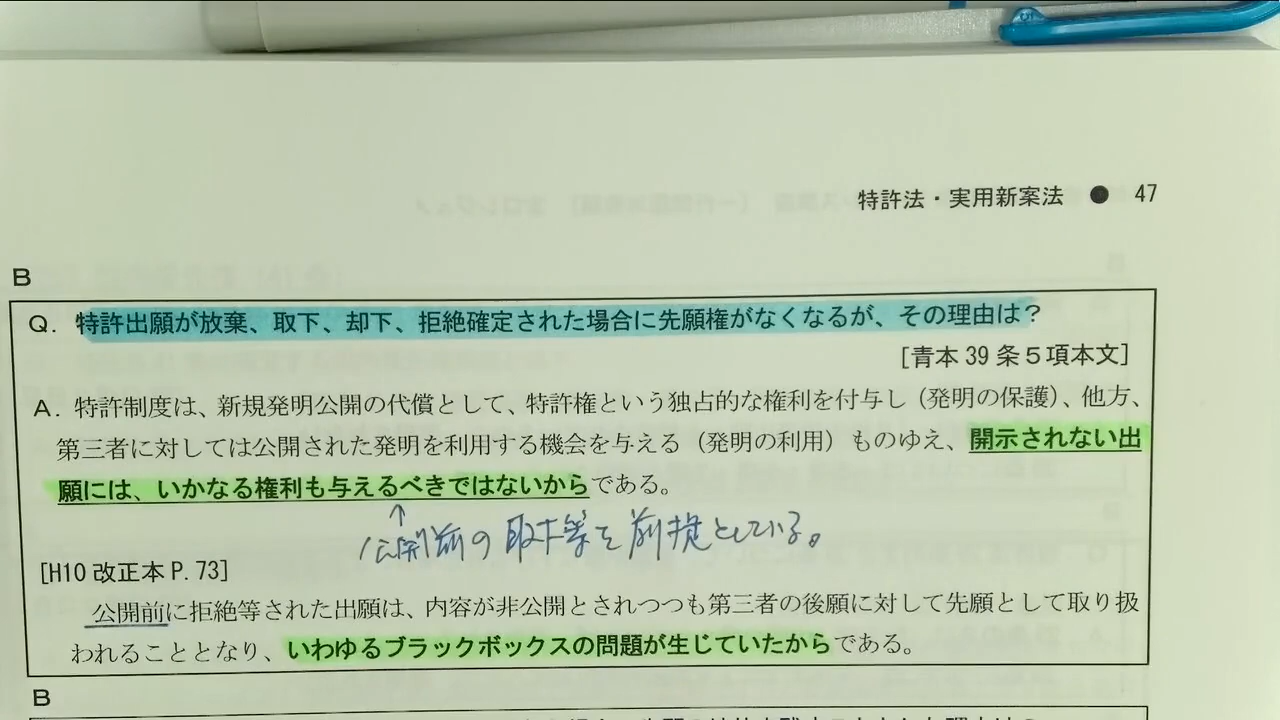 特許法・実用新案法 ● 47
B
Q. 特許出願が放棄、取下、却下、拒絶確定された場合に先願権がなくなるが、その理由は？
[青本 39 条５項本文]
A. 特許制度は、新規発明公開の代償として、特許権という独占的な権利を付与し（発明の保護）、他方、
第三者に対しては公開された発明を利用する機会を与える（発明の利用）ものゆえ、開示されない出
願には、いかなる権利も与えるべきではないからである。
↑
公開前の取下等を前提としている。
[H10 改正本 P. 73]
公開前に拒絶等された出願は、内容が非公開とされつつも第三者の後願に対して先願として取り扱
われることとなり、いわゆるブラックボックスの問題が生じていたからである。
B